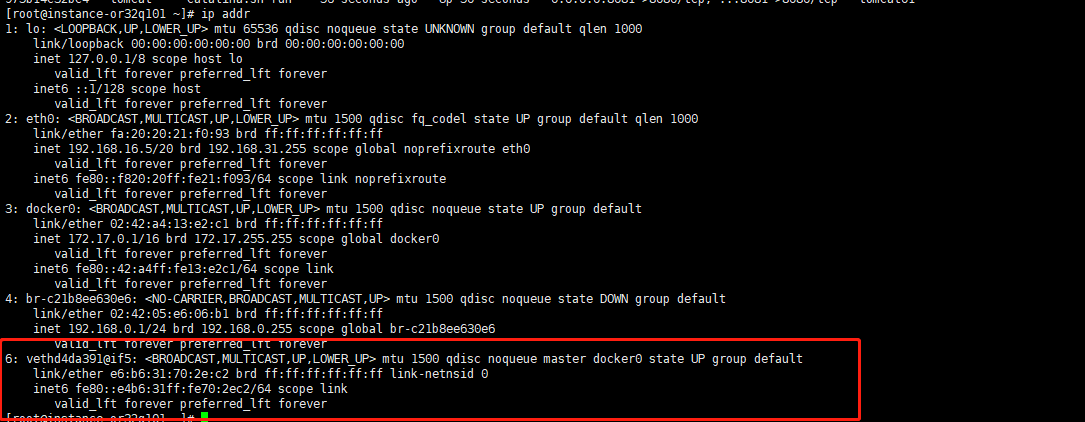 [root@instance-or32q101 ~]# ip addr
1: lo: <LOOPBACK,UP,LOWER_UP> mtu 65536 qdisc noqueue state UNKNOWN group default qlen 1000
link/loopback 00:00:00:00:00:00 brd 00:00:00:00:00:00
inet 127.0.0.1/8 scope host lo
valid_lft forever preferred_lft forever
inet6 ::1/128 scope host
valid_lft forever preferred_lft forever
2: eth0: <BROADCAST,MULTICAST,UP,LOWER_UP> mtu 1500 qdisc fq_codel state UP group default qlen 1000
link/ether fa:20:20:21:f0:93 brd ff:ff:ff:ff:ff:ff
inet 192.168.16.5/20 brd 192.168.31.255 scope global noprefixroute eth0
valid_lft forever preferred_lft forever
inet6 fe80::f820:20ff:fe21:f093/64 scope link noprefixroute
valid_lft forever preferred_lft forever
3: docker0: <BROADCAST,MULTICAST,UP,LOWER_UP> mtu 1500 qdisc noqueue state UP group default
link/ether 02:42:a4:13:e2:c1 brd ff:ff:ff:ff:ff:ff
inet 172.17.0.1/16 brd 172.17.255.255 scope global docker0
valid_lft forever preferred_lft forever
inet6 fe80::42:a4ff:fe13:e2c1/64 scope link
valid_lft forever preferred_lft forever
4: br-c21b8ee630e6: <NO-CARRIER,BROADCAST,MULTICAST,UP> mtu 1500 qdisc noqueue state DOWN group default
link/ether 02:42:05:e6:06:b1 brd ff:ff:ff:ff:ff:ff
inet 192.168.0.1/24 brd 192.168.0.255 scope global br-c21b8ee630e6
valid_lft forever preferred_lft forever
6: vethd4da391@if5: <BROADCAST,MULTICAST,UP,LOWER_UP> mtu 1500 qdisc noqueue master docker0 state UP group default
link/ether e6:b6:31:70:2e:c2 brd ff:ff:ff:ff:ff:ff link-netnsid 0
inet6 fe80::e4b6:31ff:fe70:2ec2/64 scope link
valid_lft forever preferred_lft forever
[root@instance-or32q101 ~]#